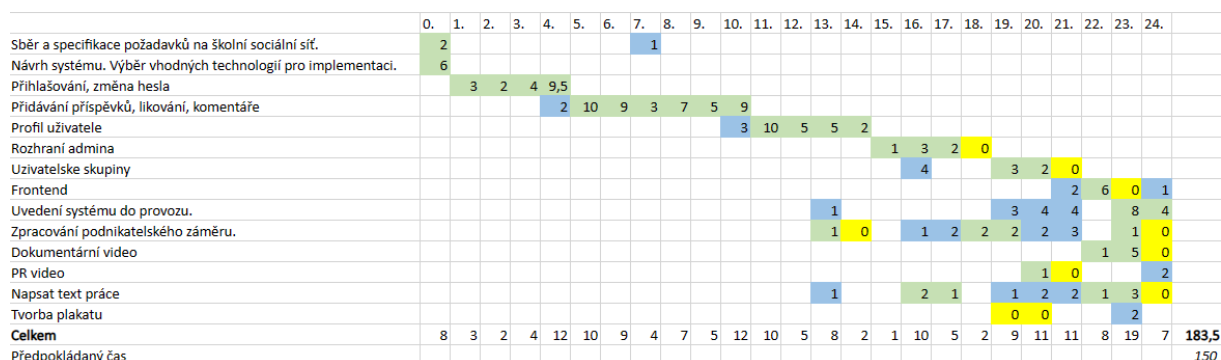 0. 1. 2. 3. 4. 5. 6. 7. 8. 9. 10. 11. 12. 13. 14. 15. 16. 17. 18. 19. 20. 21. 22. 23. 24.
Sběr a specifikace požadavků na školní sociální síť. 2 1
Návrh systému. Výběr vhodných technologií pro implementaci. 6
Přihlašování, změna hesla 3 2 4 9,5
Přidávání příspěvků, likování, komentáře 2 10 9 3 7 5 9
Profil uživatele 3 10 5 5 2
Rozhraní admina 1 3 2 0
Uzivatelske skupiny 4 3 2 0
Frontend 2 6 0 1
Uvedení systému do provozu. 1 3 4 4 8 4
Zpracování podnikatelského záměru. 1 0 1 2 2 2 2 3 1 0
Dokumentární video 1 5 0
PR video 1 0 2
Napsat text práce 1 2 1 1 2 2 1 3 0
Tvorba plakatu 0 0 2
Celkem 8 3 2 4 12 10 9 4 7 5 12 10 5 8 2 1 10 5 2 9 11 11 8 19 7 183,5
Předpokládaný čas 150